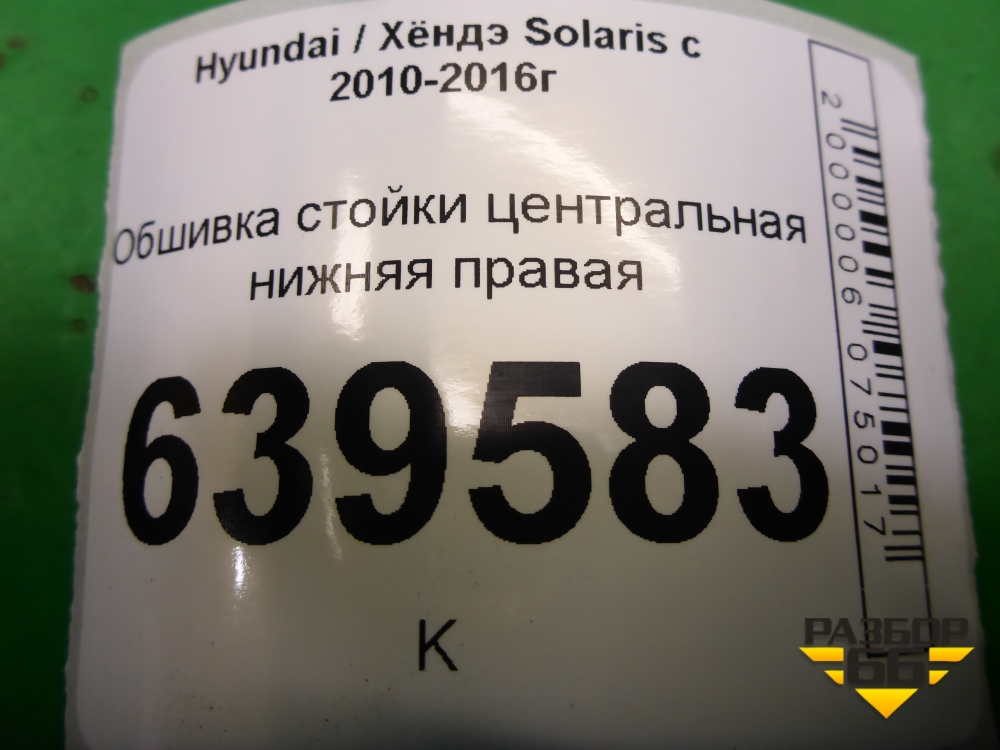 Hyundai / Хёндэ Solaris с
2010-2016г
Обшивка стойки центральная
нижняя правая
639583
К
2000006075017
РАЗБОР
66